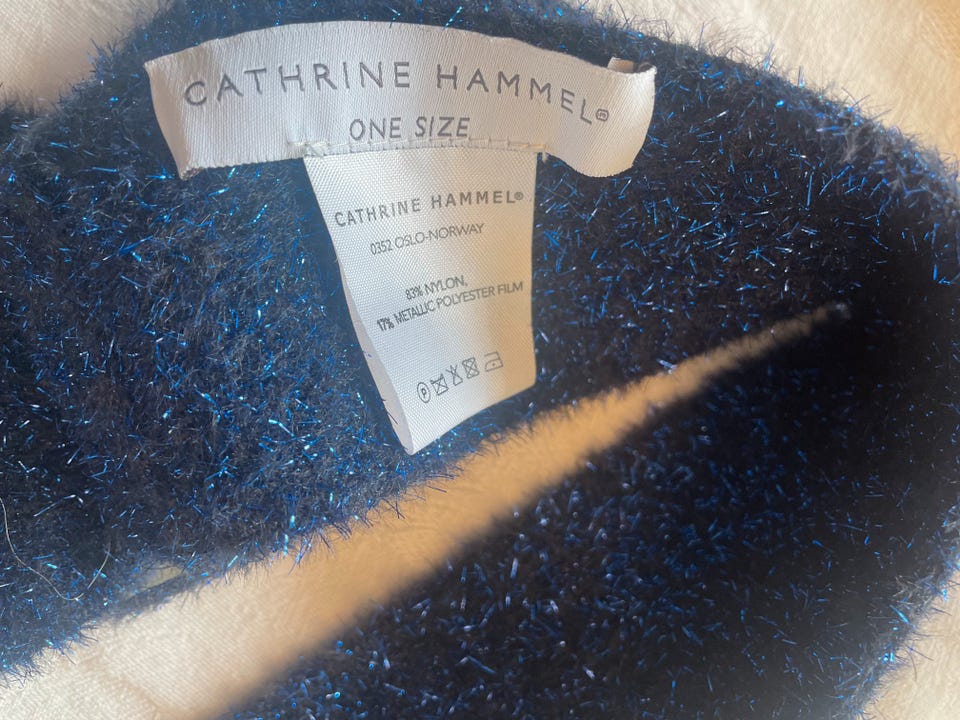 CATHRINE HAMMEL®
ONE SIZE
CATHRINE HAMMEL®
0352 OSLO-NORWAY
83% NYLON,
17% METALLIC POLYESTER FILM
P